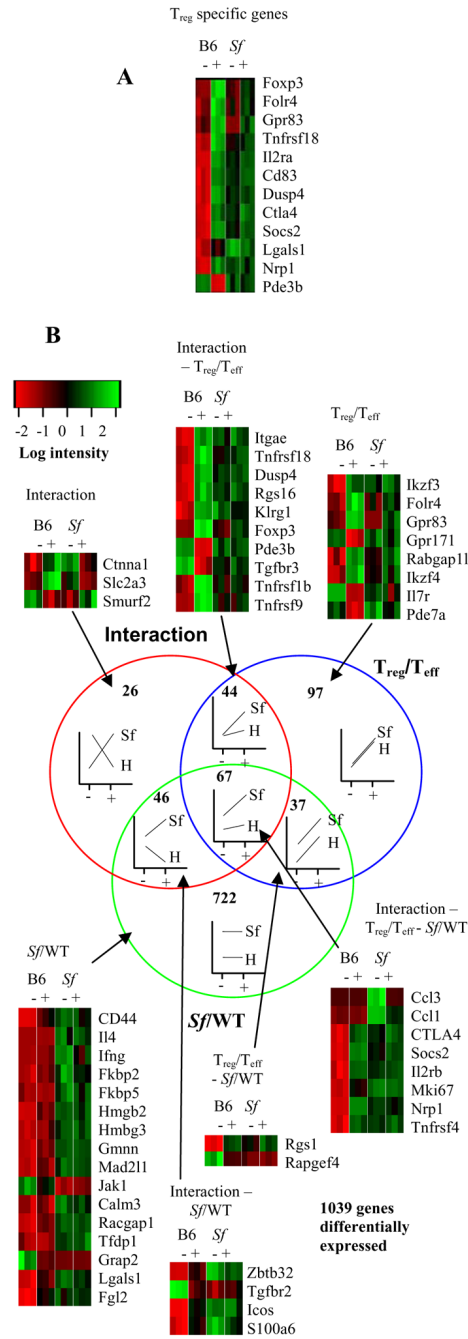 Treg specific genes
B6 Sf
- + - +
A
Foxp3
Folr4
Gpr83
Tnfrsf18
Il2ra
Cd83
Dusp4
Ctla4
Socs2
Lgals1
Nrp1
Pde3b
B
-2 -1 0 1 2
Log intensity
Interaction
– Treg/Teff
B6 Sf
- + - +
Itgae
Tnfrsf18
Dusp4
Rgs16
Klrg1
Foxp3
Pde3b
Tgfbr3
Tnfrsf1b
Tnfrsf9
Treg/Teff
B6 Sf
- + - +
Ikzf3
Folr4
Gpr83
Gpr171
Rabgap1l
Ikzf4
Il7r
Pde7a
Interaction
B6 Sf
- + - +
Ctnna1
Slc2a3
Smurf2
Interaction
Treg/Teff
26
Sf
H
- +
44
Sf
H
- +
97
Sf
H
- +
46
Sf
H
- +
67
Sf
H
- +
37
Sf
H
- +
722
Sf
H
- +
Sf/WT
Sf/WT
B6 Sf
- + - +
CD44
Il4
Ifng
Fkbp2
Fkbp5
Hmgb2
Hmbg3
Gmnn
Mad2l1
Jak1
Calm3
Racgap1
Tfdp1
Grap2
Lgals1
Fgl2
Treg/Teff
- Sf/WT
B6 Sf
- + - +
Rgs1
Rapgef4
Interaction –
Treg/Teff - Sf/WT
B6 Sf
- + - +
Ccl3
Ccl1
CTLA4
Socs2
Il2rb
Mki67
Nrp1
Tnfrsf4
Interaction –
Sf/WT
B6 Sf
- + - +
Zbtb32
Tgfbr2
Icos
S100a6
1039 genes
differentially
expressed